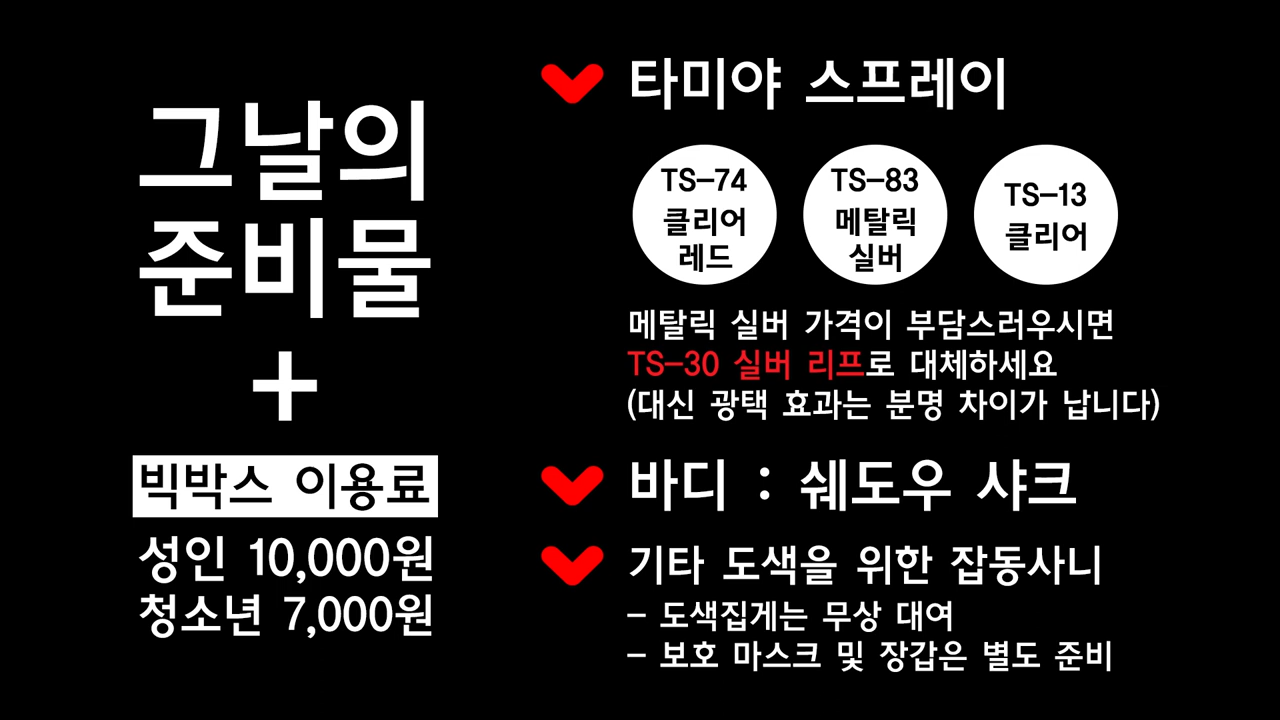 그날의
준비물
+
빅박스 이용료
성인 10,000원
청소년 7,000원
타미야 스프레이
TS-74
클리어
레드
TS-83
메탈릭
실버
TS-13
클리어
메탈릭 실버 가격이 부담스러우시면
TS-30 실버 리프로 대체하세요
(대신 광택 효과는 분명 차이가 납니다)
바디 : 쉐도우 샤크
기타 도색을 위한 잡동사니
- 도색집게는 무상 대여
- 보호 마스크 및 장갑은 별도 준비